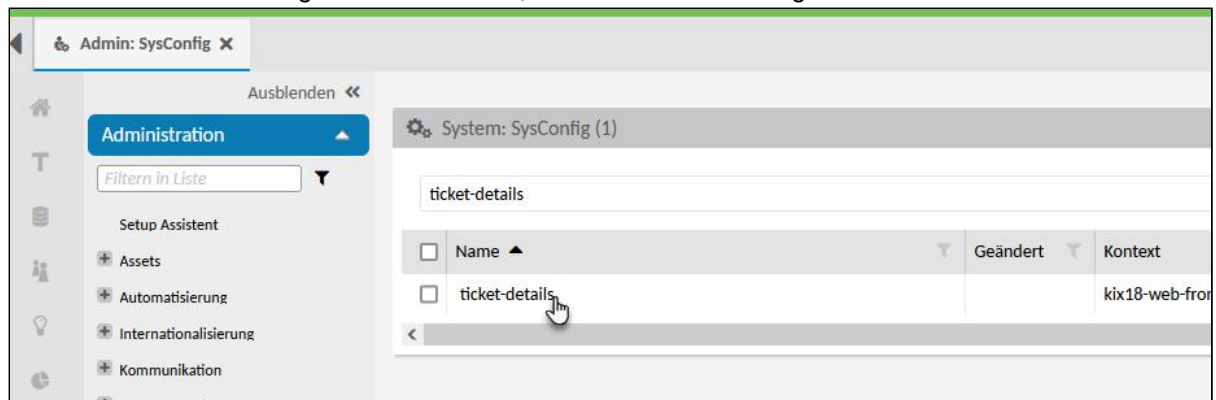 Admin: SysConfig
Ausblenden
Administration
Filtern in Liste
Setup Assistent
Assets
Automatisierung
Internationalisierung
Kommunikation
System: SysConfig (1)
ticket-details
Name Geändert Kontext
ticket-details kix18-web-fron